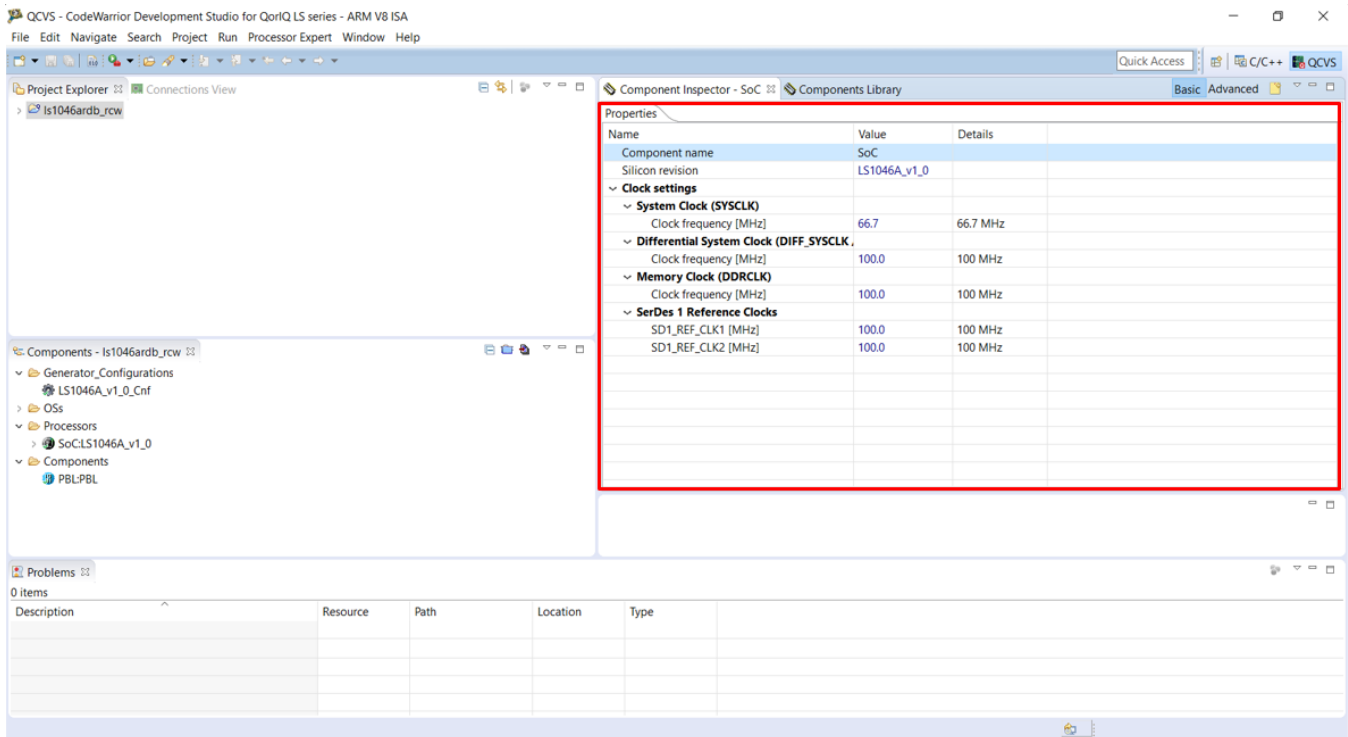 QCVS - CodeWarrior Development Studio for QorIQ LS series - ARM V8 ISA
File Edit Navigate Search Project Run Processor Expert Window Help
Quick Access C/C++ QCVS
Project Explorer Connections View
ls1046ardb_rcw
Component Inspector - SoC Components Library Basic Advanced
Properties
Name Value Details
Component name SoC
Silicon revision LS1046A_v1_0
Clock settings
System Clock (SYSCLK)
Clock frequency [MHz] 66.7 66.7 MHz
Differential System Clock (DIFF_SYSCLK
Clock frequency [MHz] 100.0 100 MHz
Memory Clock (DDRCLK)
Clock frequency [MHz] 100.0 100 MHz
SerDes 1 Reference Clocks
SD1_REF_CLK1 [MHz] 100.0 100 MHz
SD1_REF_CLK2 [MHz] 100.0 100 MHz
Components - ls1046ardb_rcw
Generator_Configurations
LS1046A_v1_0_Cnf
OSs
Processors
SoC:LS1046A_v1_0
Components
PBL:PBL
Problems
0 items
Description Resource Path Location Type